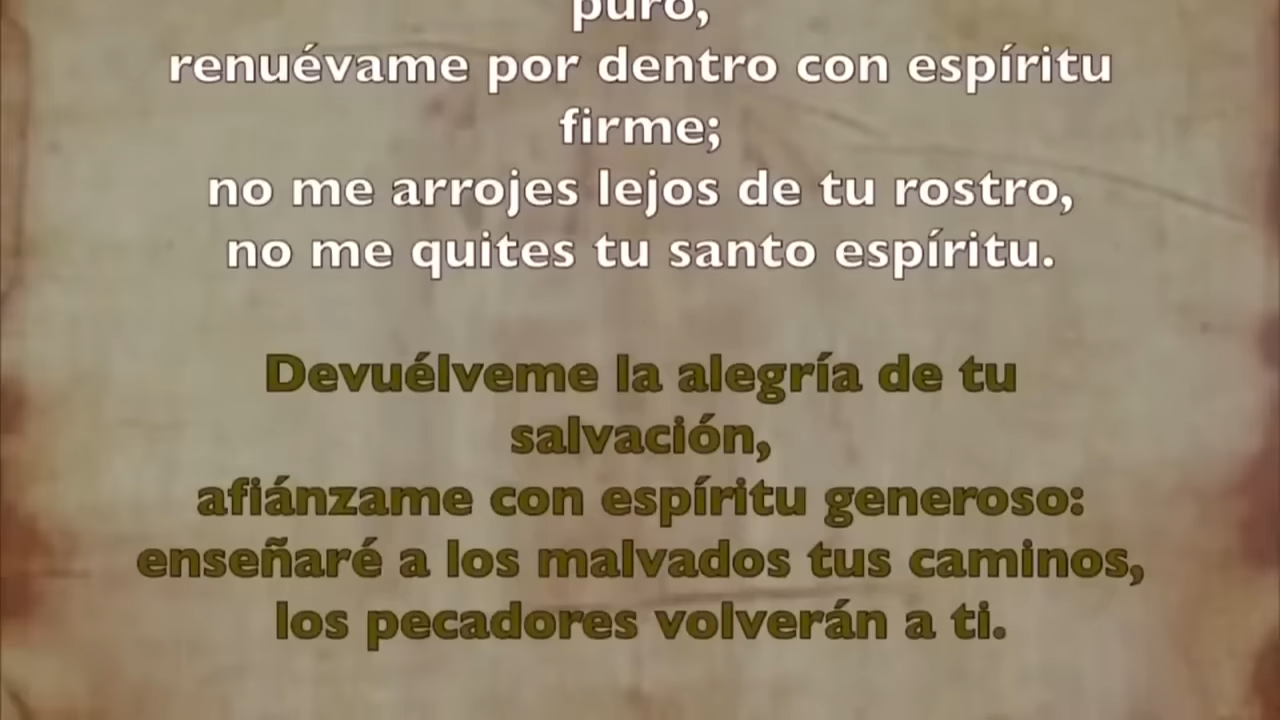 puro,
renuévame por dentro con espíritu
firme;
no me arrojes lejos de tu rostro,
no me quites tu santo espíritu.
Devuélveme la alegría de tu
salvación,
afiánzame con espíritu generoso:
enseñaré a los malvados tus caminos,
los pecadores volverán a ti.